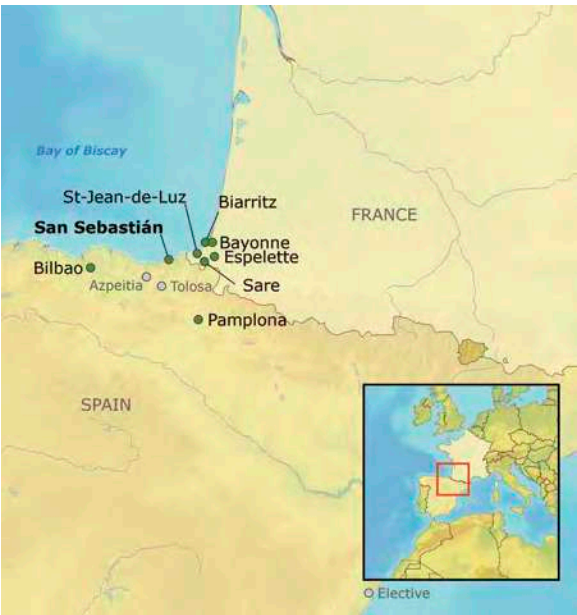 Bay of Biscay
St-Jean-de-Luz
Biarritz
FRANCE
San Sebastián
Bayonne
Espelette
Bilbao
Azpeitia
Tolosa
Sare
Pamplona
SPAIN
Elective